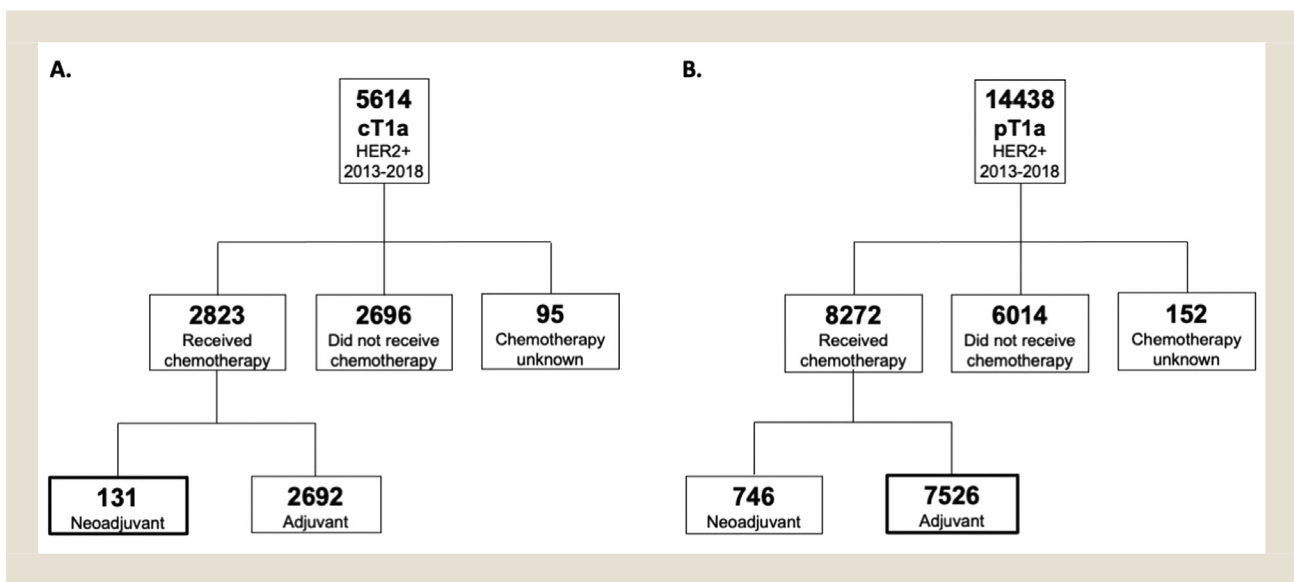 A.
5614
cT1a
HER2+
2013-2018
2823
Received
chemotherapy
2696
Did not receive
chemotherapy
95
Chemotherapy
unknown
131
Neoadjuvant
2692
Adjuvant
B.
14438
pT1a
HER2+
2013-2018
8272
Received
chemotherapy
6014
Did not receive
chemotherapy
152
Chemotherapy
unknown
746
Neoadjuvant
7526
Adjuvant